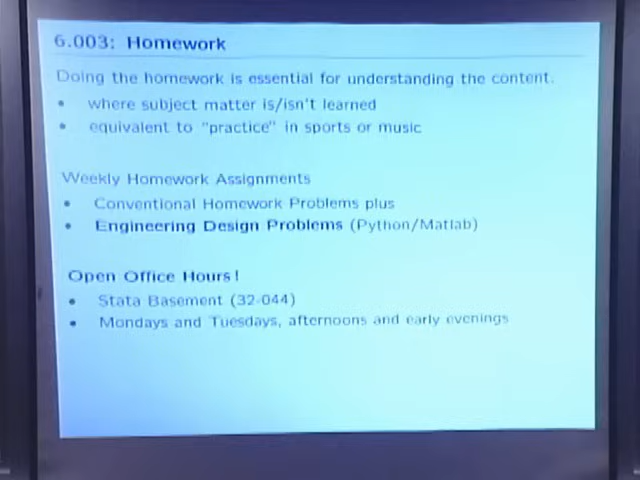 6.003: Homework
Doing the homework is essential for understanding the content.
• where subject matter is/isn't learned
• equivalent to "practice" in sports or music
Weekly Homework Assignments
• Conventional Homework Problems plus
• Engineering Design Problems (Python/Matlab)
Open Office Hours!
• Stata Basement (32-044)
• Mondays and Tuesdays, afternoons and early evenings